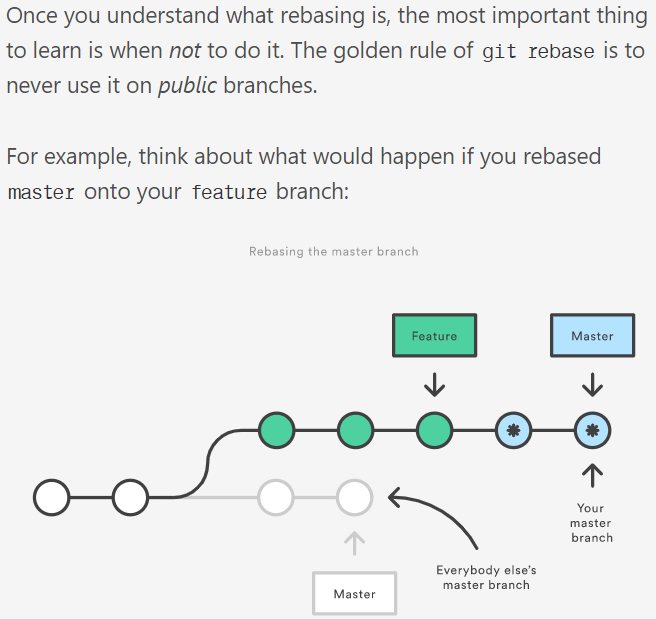 Once you understand what rebasing is, the most important thing
to learn is when not to do it. The golden rule of git rebase is to
never use it on public branches.
For example, think about what would happen if you rebased
master onto your feature branch:
Rebasing the master branch
Feature
Master
*
*
Your
master
branch
Everybody else's
master branch
Master